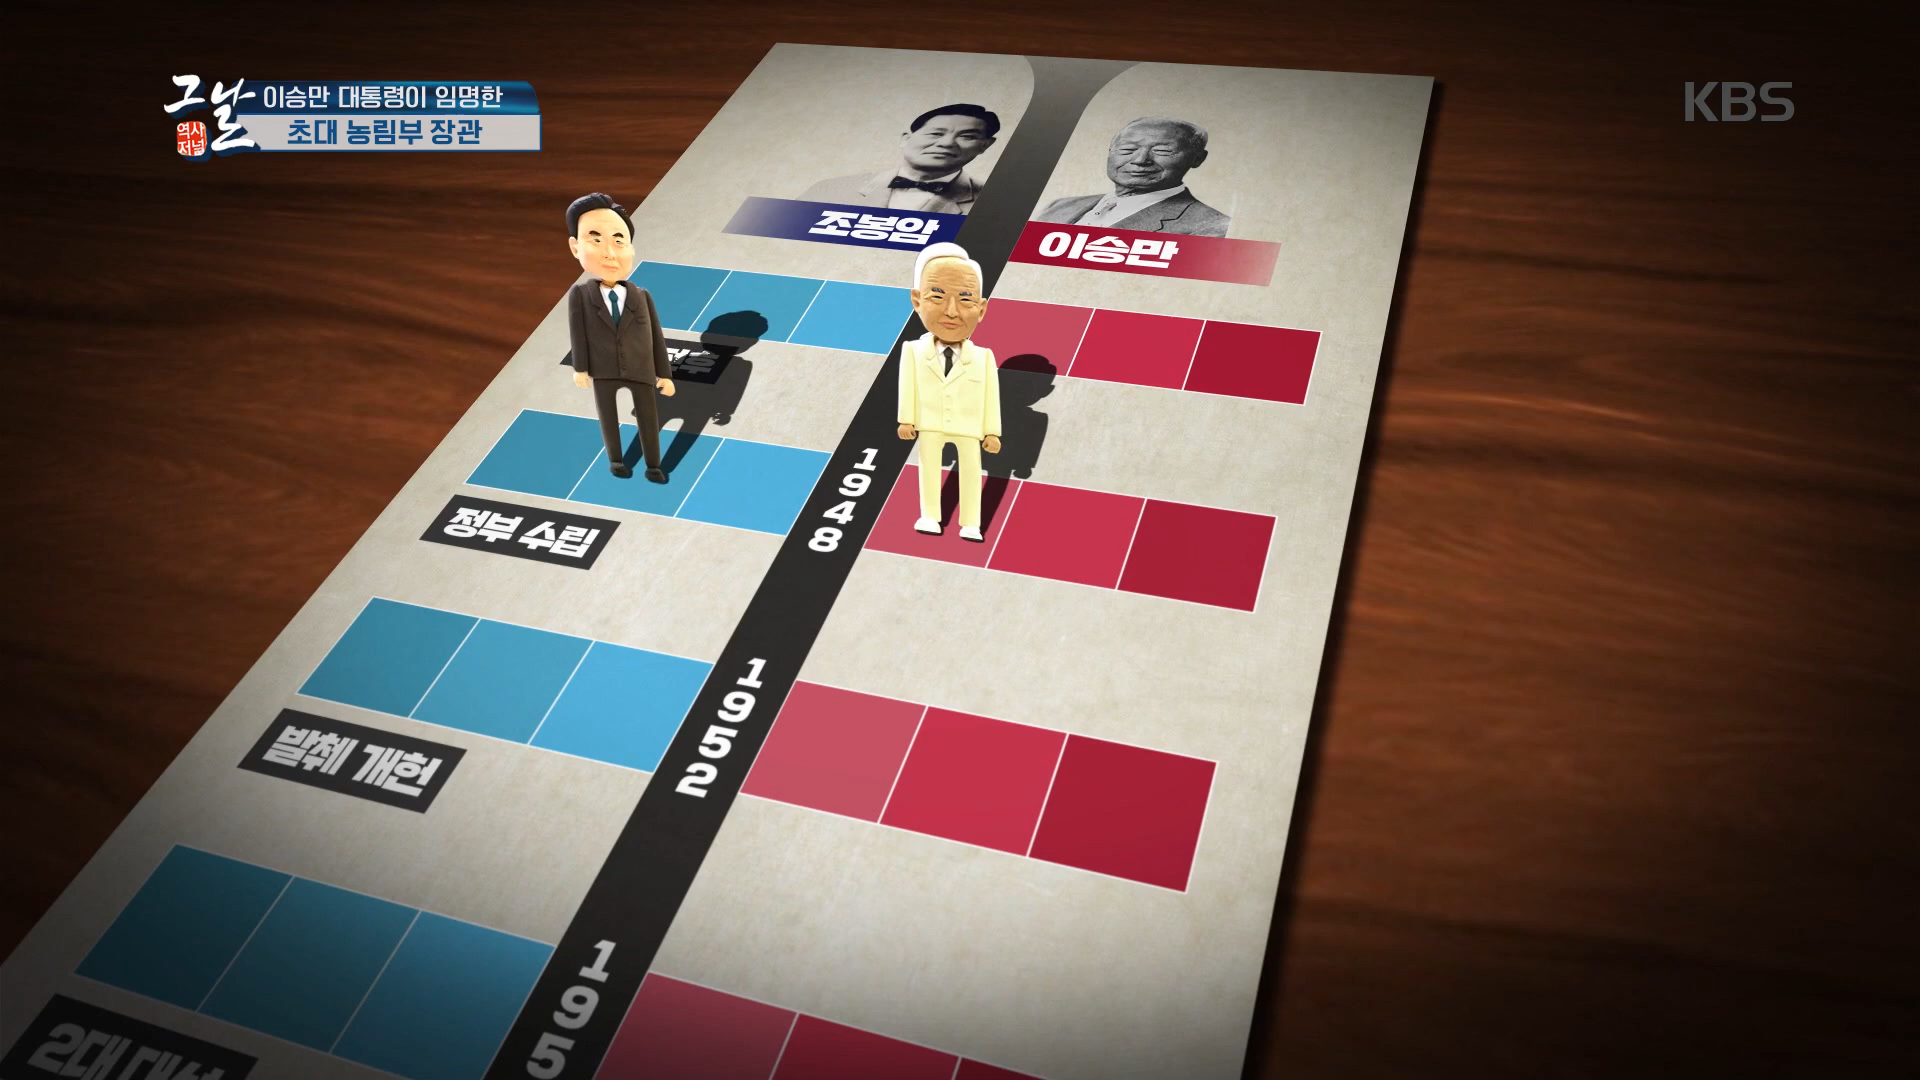 그날
역사
저널
이승만 대통령이 임명한
초대 농림부 장관
KBS
조봉암
이승만
정부 수립
1948
발췌 개헌
1952
2대
195